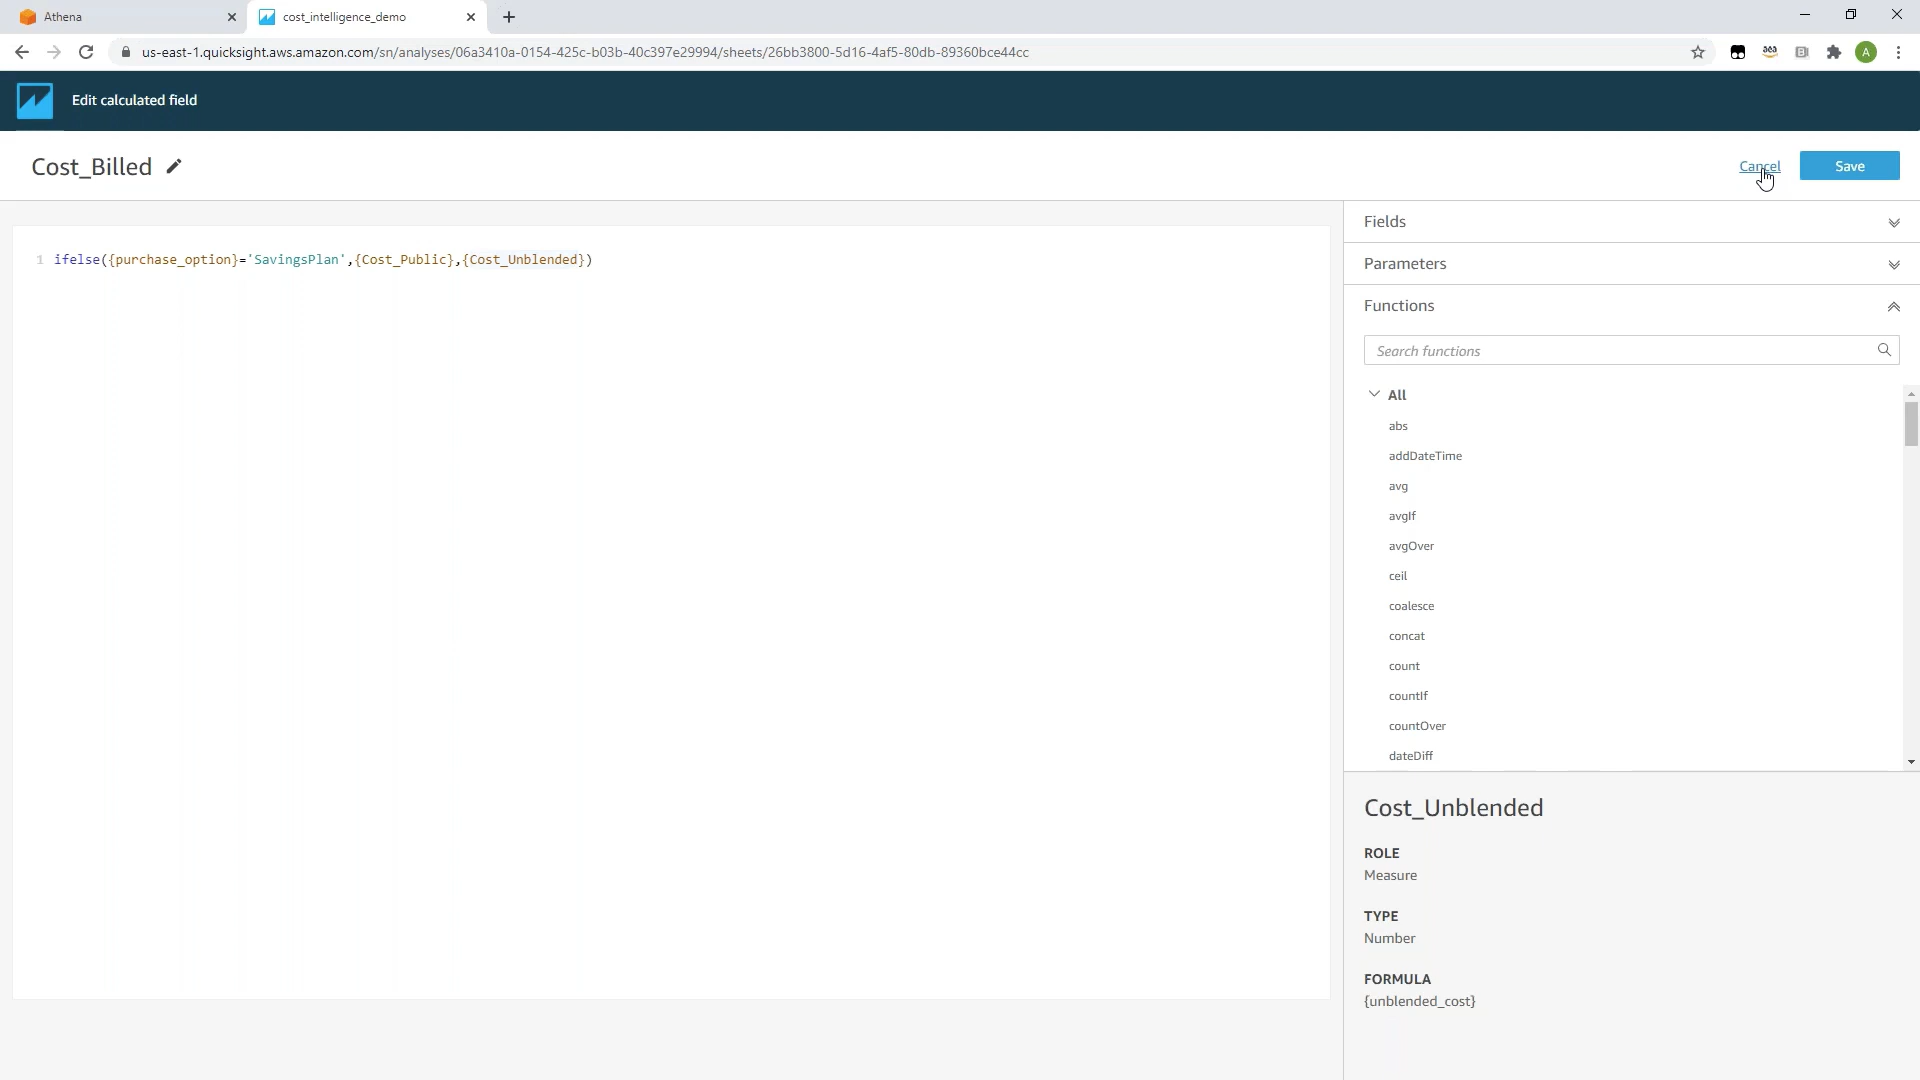 Athena
cost_intelligence_demo
us-east-1.quicksight.aws.amazon.com/sn/analyses/06a3410a-0154-425c-b03b-40c397e29994/sheets/26bb3800-5d16-4af5-80db-89360bce44cc
A
Edit calculated field
Cost_Billed
Cancel
Save
1 ifelse({purchase_option}='SavingsPlan',{Cost_Public},{Cost_Unblended})
Fields
Parameters
Functions
Search functions
All
abs
addDateTime
avg
avgIf
avgOver
ceil
coalesce
concat
count
countIf
countOver
dateDiff
Cost_Unblended
ROLE
Measure
TYPE
Number
FORMULA
{unblended_cost}